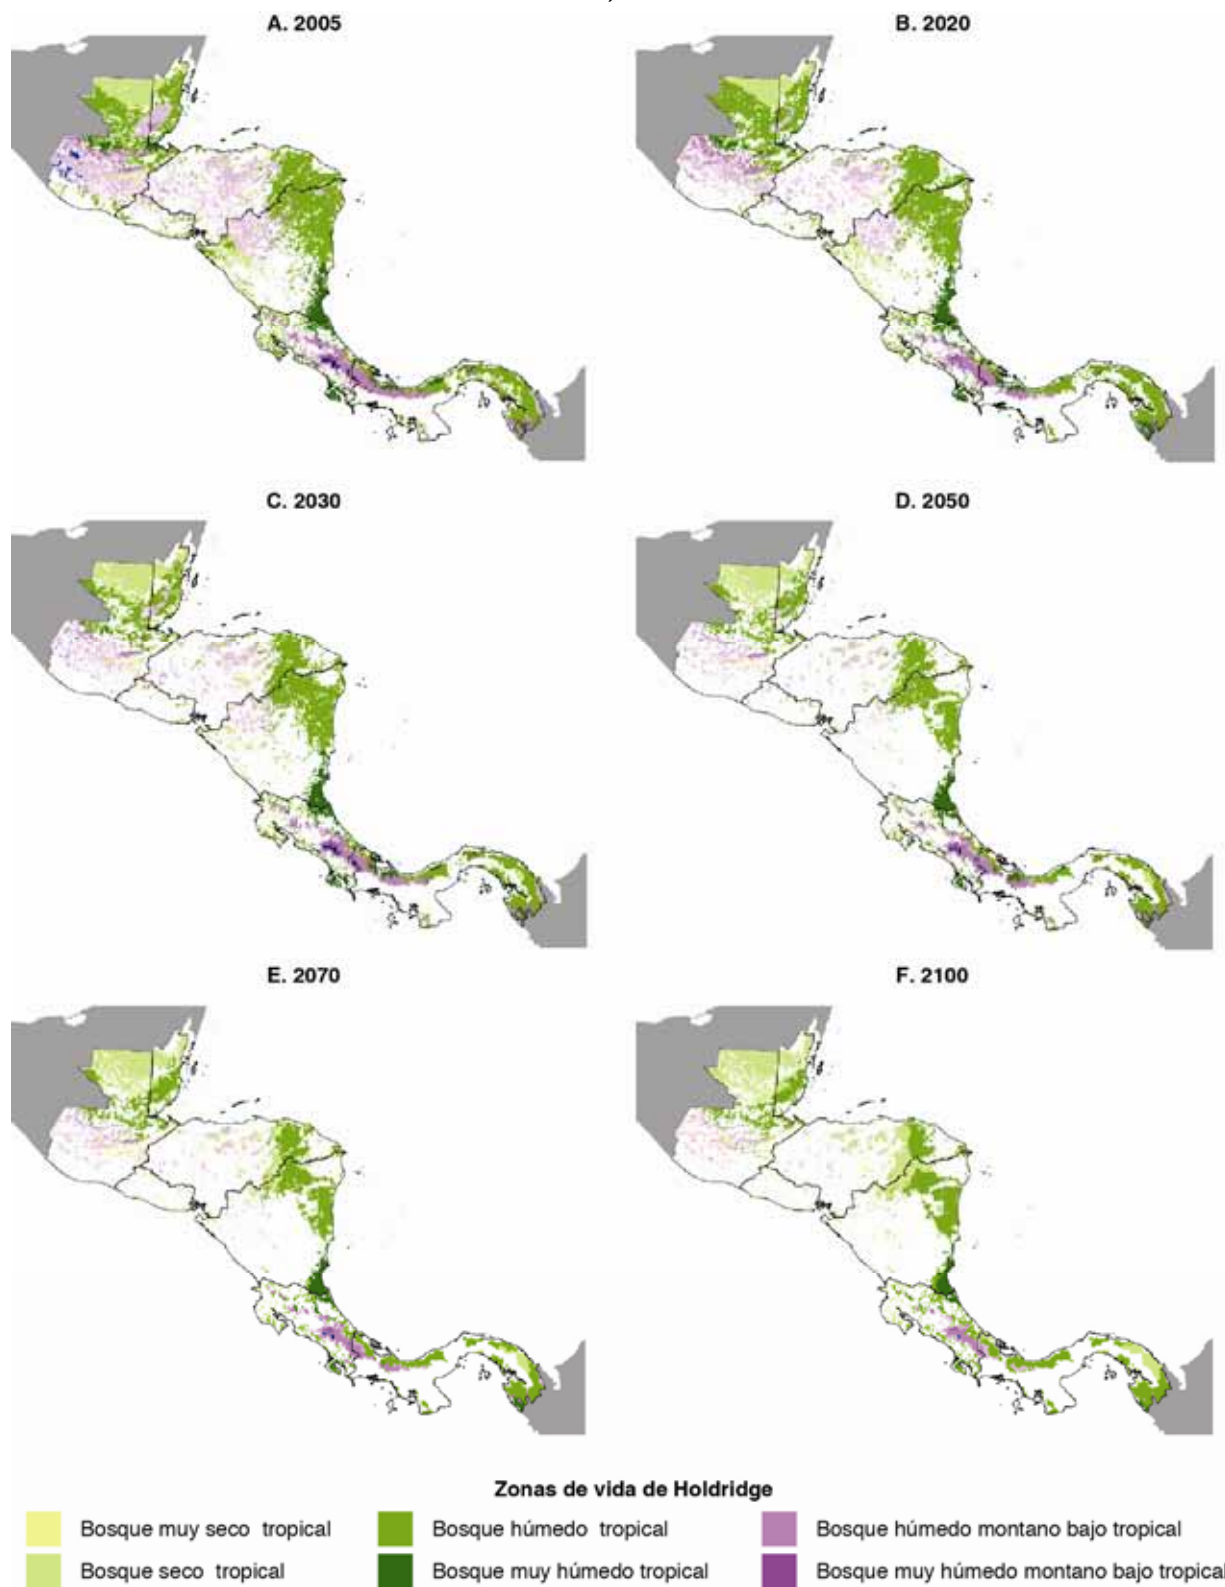 A. 2005
B. 2020
C. 2030
D. 2050
E. 2070
F. 2100
Zonas de vida de Holdridge
Bosque muy seco tropical
Bosque húmedo tropical
Bosque húmedo montano bajo tropical
Bosque seco tropical
Bosque muy húmedo tropical
Bosque muy húmedo montano bajo tropical